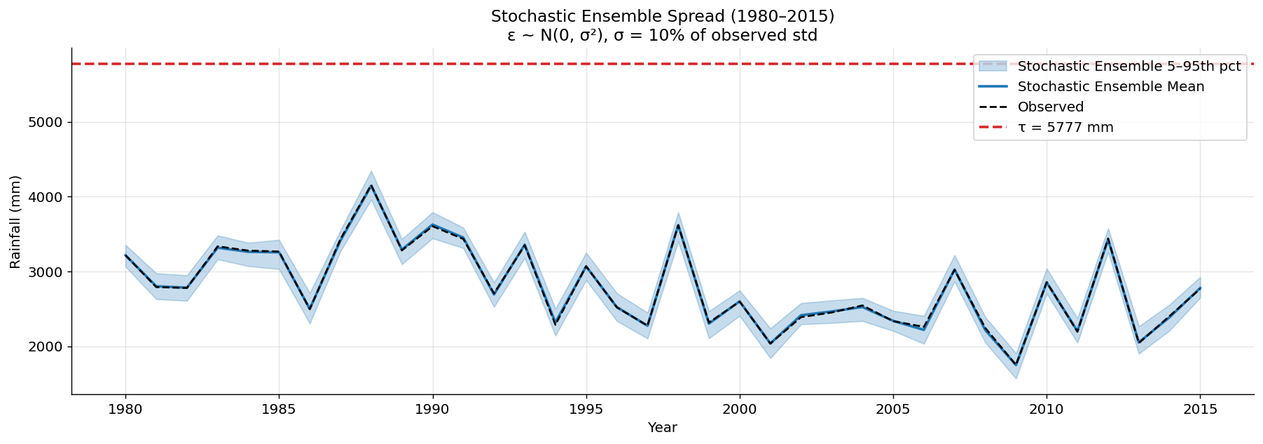 Stochastic Ensemble Spread (1980–2015)
ε ~ N(0, σ²), σ = 10% of observed std
Stochastic Ensemble 5–95th pct
Stochastic Ensemble Mean
Observed
τ = 5777 mm
Rainfall (mm)
5000
4000
3000
2000
1980 1985 1990 1995 2000 2005 2010 2015
Year